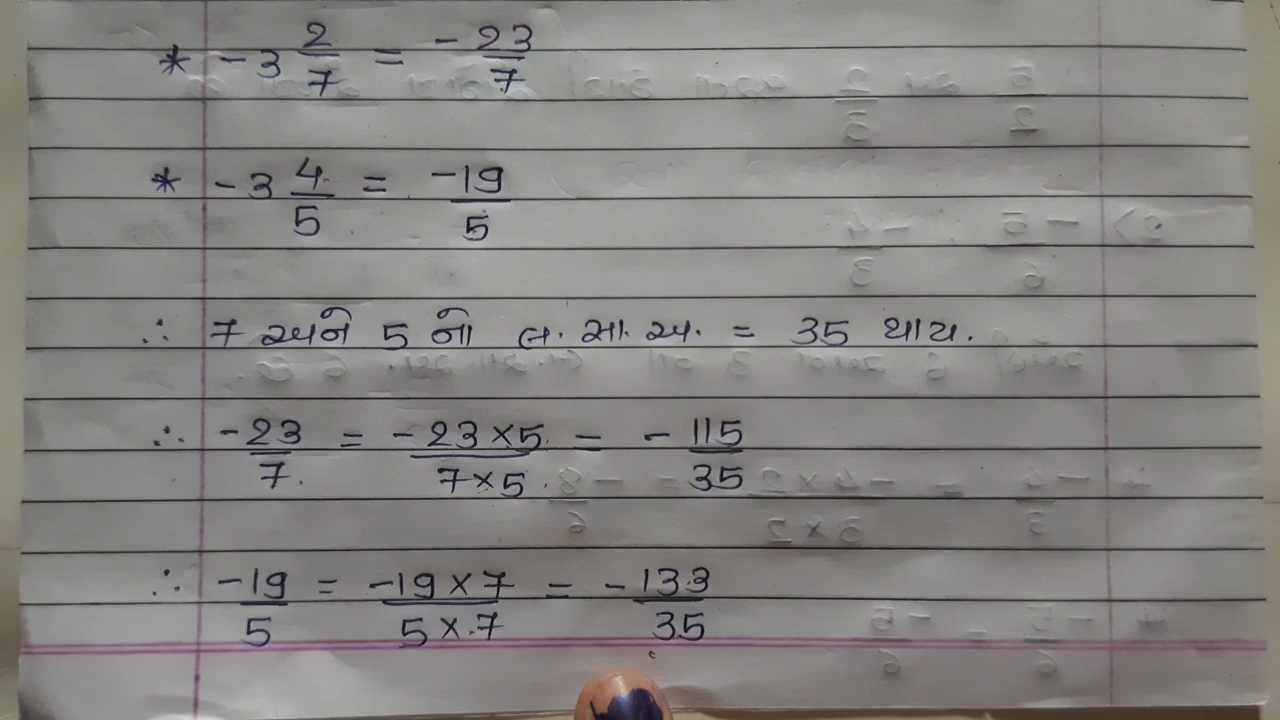 * -3 2/7 = -23/7
* -3 4/5 = -19/5
∴ 7 અને 5 નો લ. સા. અ. = 35 થાય.
∴ -23/7 = -23×5/7×5 = -115/35
∴ -19/5 = -19×7/5×7 = -133/35